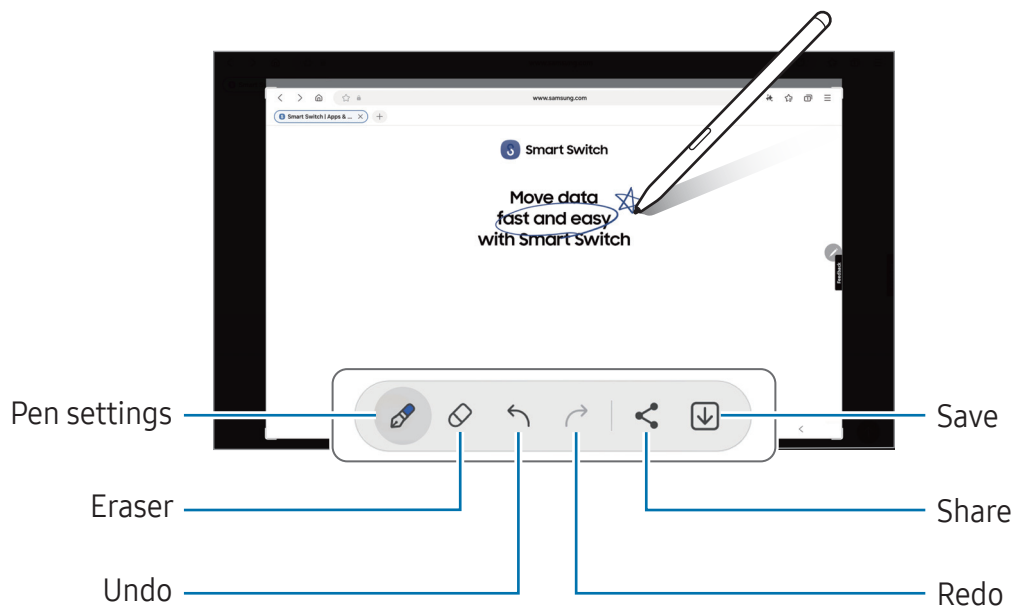 www.samsung.com
Smart Switch | Apps & ...
Smart Switch
Move data
fast and easy
with Smart Switch
Feedback
Pen settings
Save
Eraser
Share
Undo
Redo